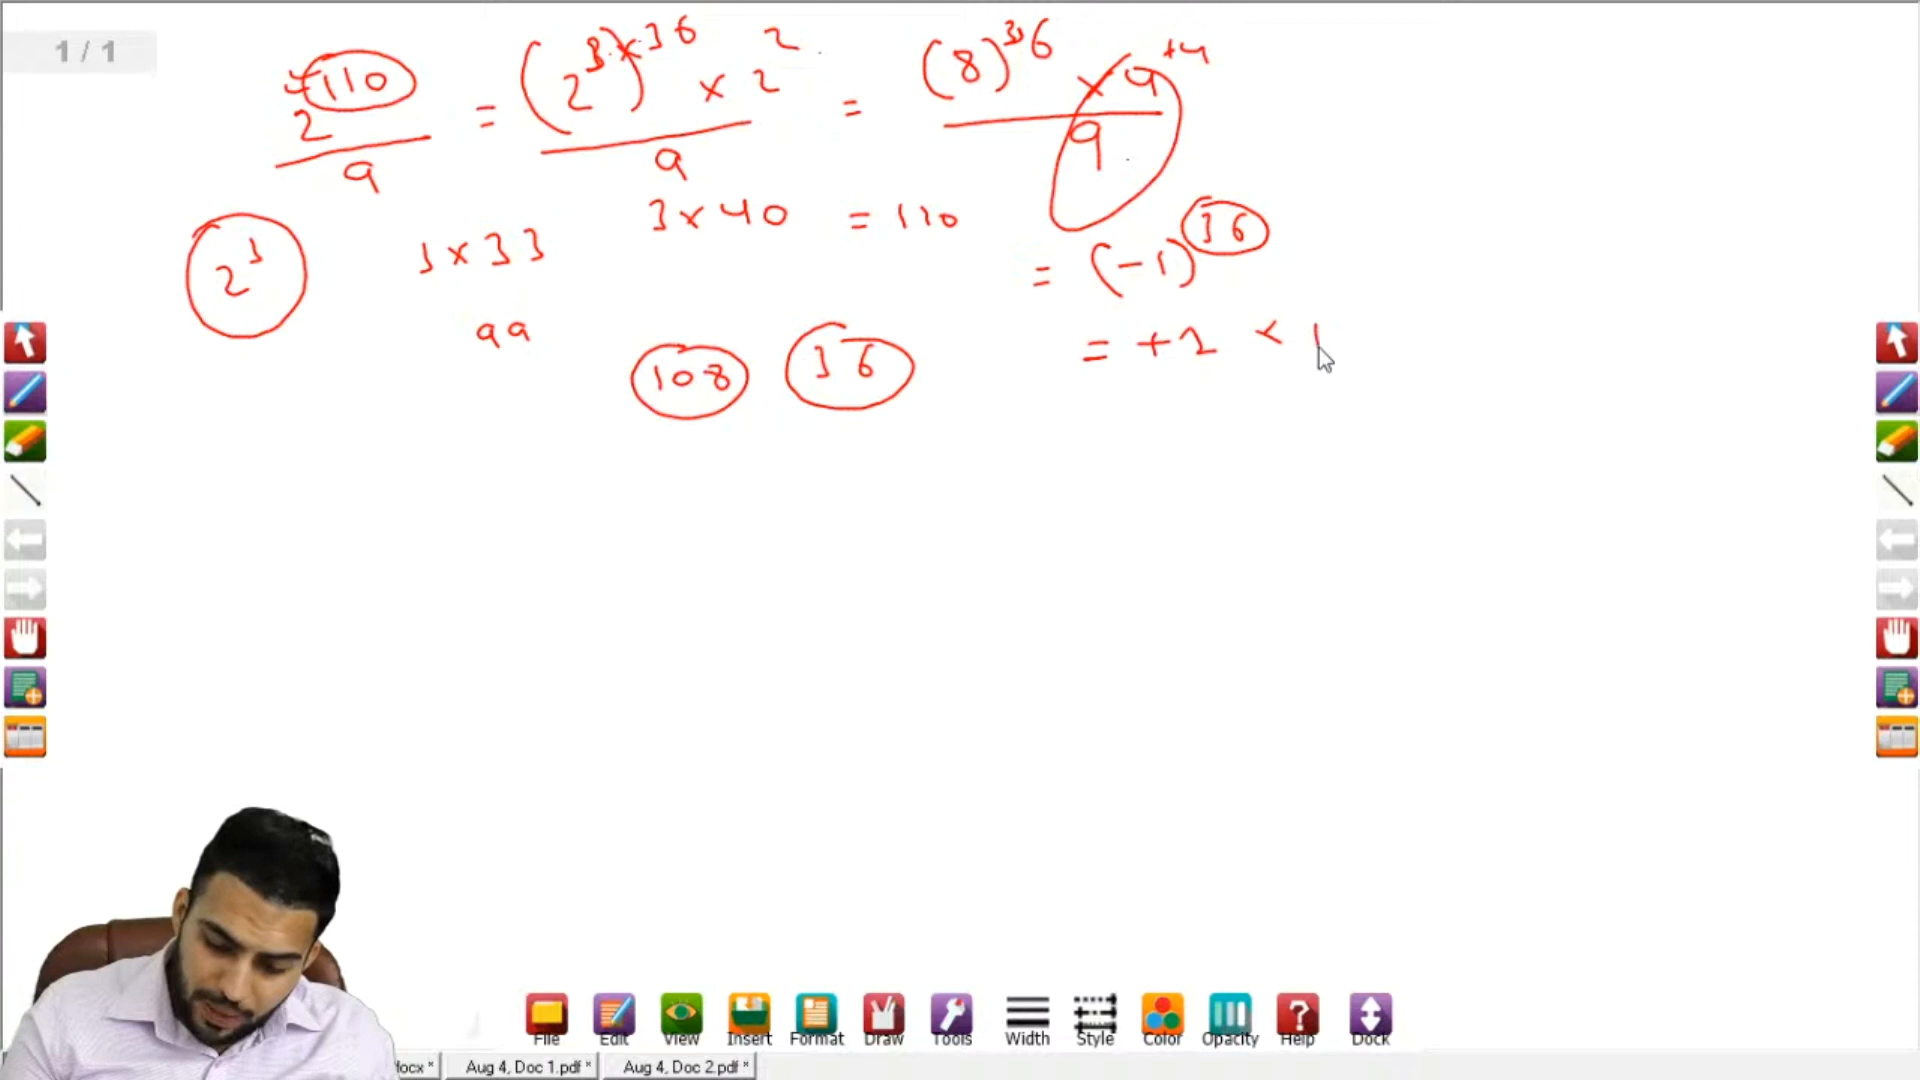 1 / 1
2^110 / 9 = (2^3)^×36 × 2^2 / 9 = (8)^36 × 4 / 9 +4
3 × 40 = 110
2^3
3 × 33
= (-1)^36
99
= +1 × 1
108 36
File Edit View Insert Format Draw Tools Width Style Color Opacity Help Dock
docx * Aug 4, Doc 1.pdf * Aug 4, Doc 2.pdf *